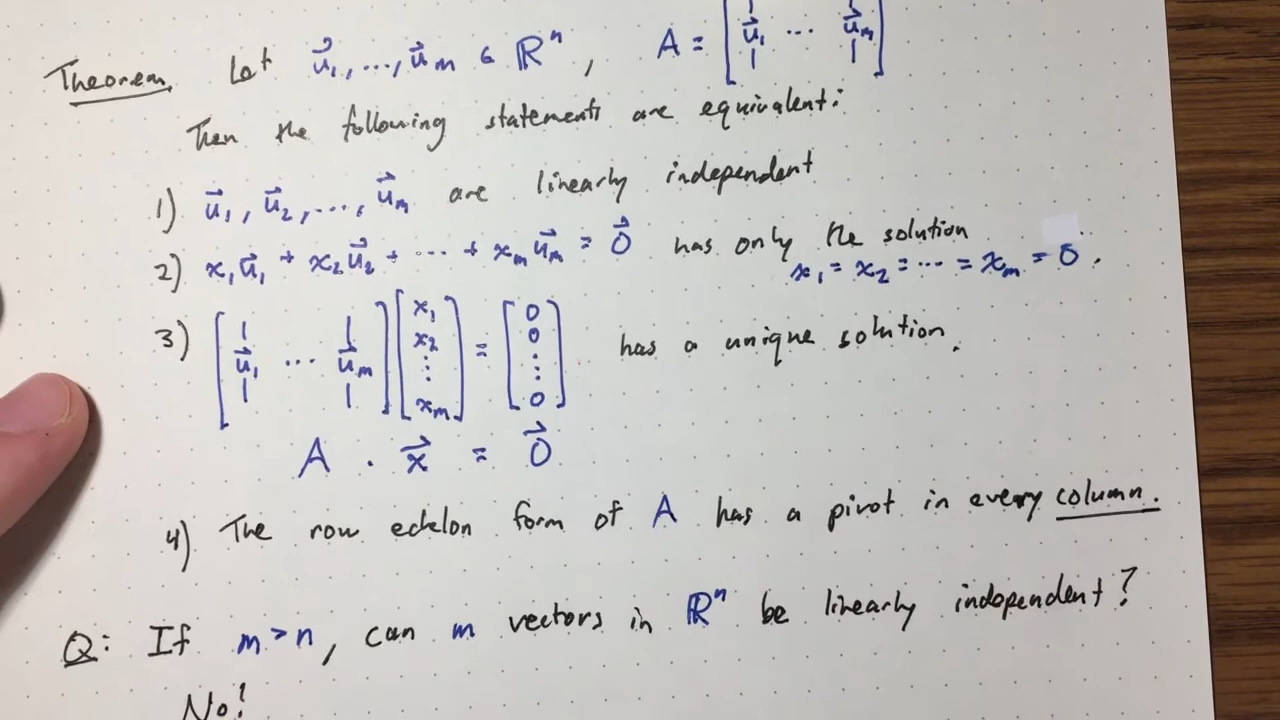 Theorem. Let u⃗₁, ..., u⃗ₘ ∈ ℝⁿ, A = [u⃗₁ ... u⃗ₘ]
Then the following statements are equivalent:
1) u⃗₁, u⃗₂, ..., u⃗ₘ are linearly independent
2) x₁u⃗₁ + x₂u⃗₂ + ... + xₘu⃗ₘ = 0⃗ has only the solution
x₁ = x₂ = ... = xₘ = 0.
3) [u⃗₁ ... u⃗ₘ] [x₁ x₂ ⋮ xₘ] = [0 0 ⋮ 0] has a unique solution.
A · x⃗ = 0⃗
4) The row echelon form of A has a pivot in every column.
Q: If m > n, can m vectors in ℝⁿ be linearly independent?
No!